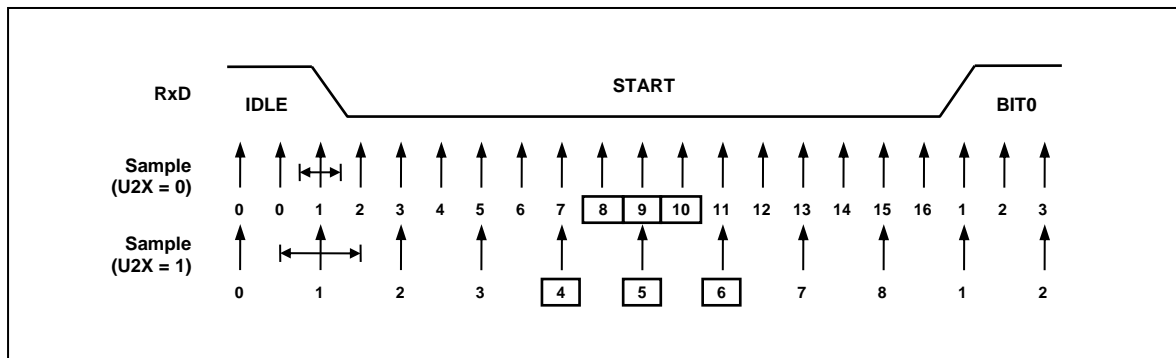 RxD
IDLE
START
BIT0
Sample
(U2X = 0)
0 0 1 2 3 4 5 6 7 8 9 10 11 12 13 14 15 16 1 2 3
Sample
(U2X = 1)
0 1 2 3 4 5 6 7 8 1 2